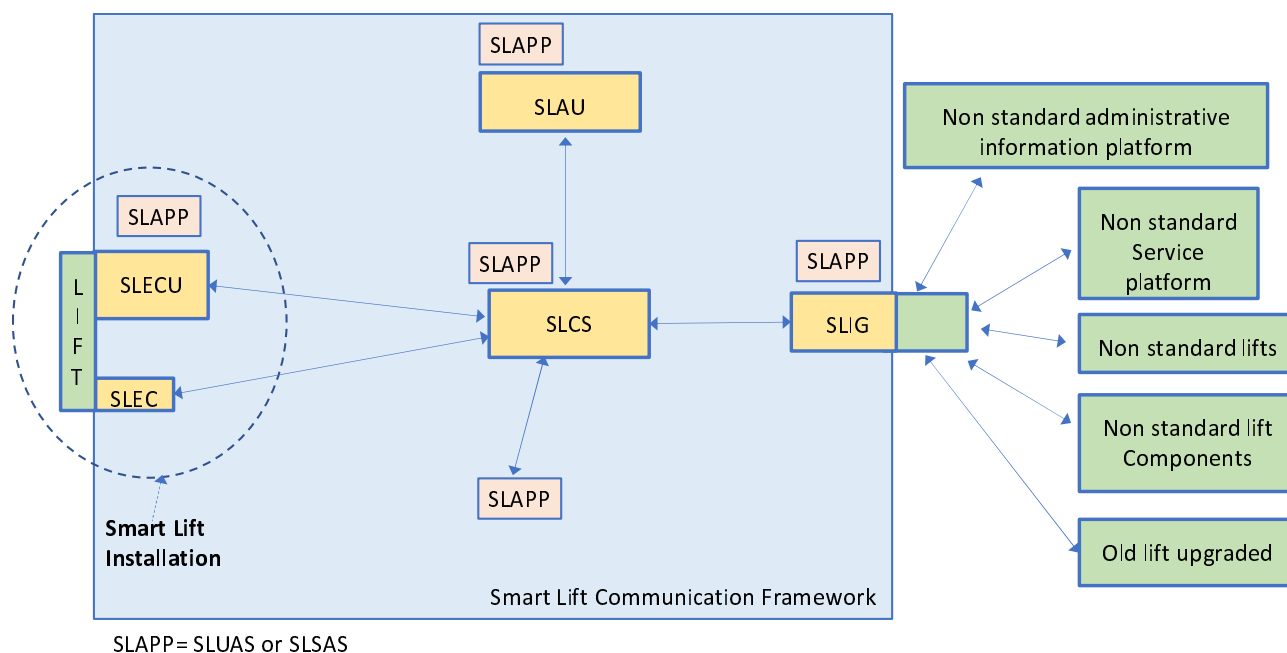 SLAPP
SLAU
Non standard administrative
information platform
SLAPP
Non standard
Service
platform
SLAPP
SLAPP
L
I
F
T
SLECU
SLCS
SLIG
Non standard lifts
SLEC
Non standard lift
Components
SLAPP
Smart Lift
Installation
Old lift upgraded
Smart Lift Communication Framework
SLAPP= SLUAS or SLSAS